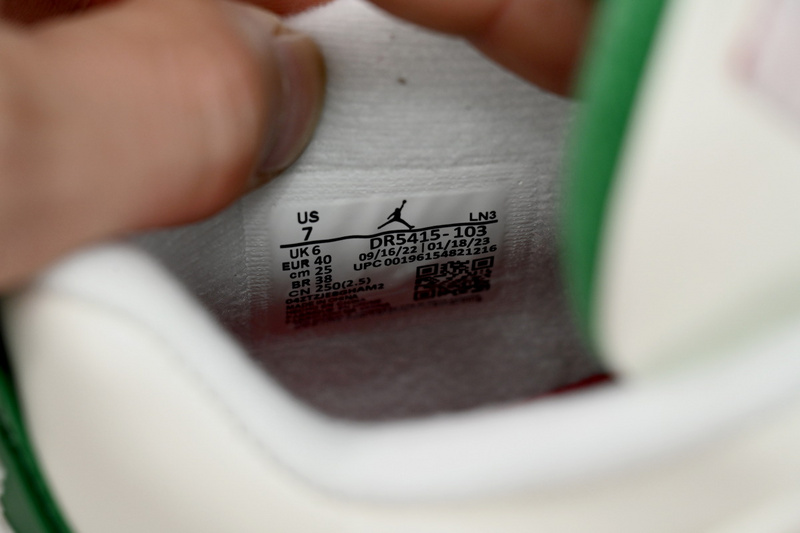 US LN3
7 DR5415-103
UK 6 09/16/22 | 01/18/23
EUR 40 UPC 00196154821216
cm 25
BR 38
CN 250(2.5)